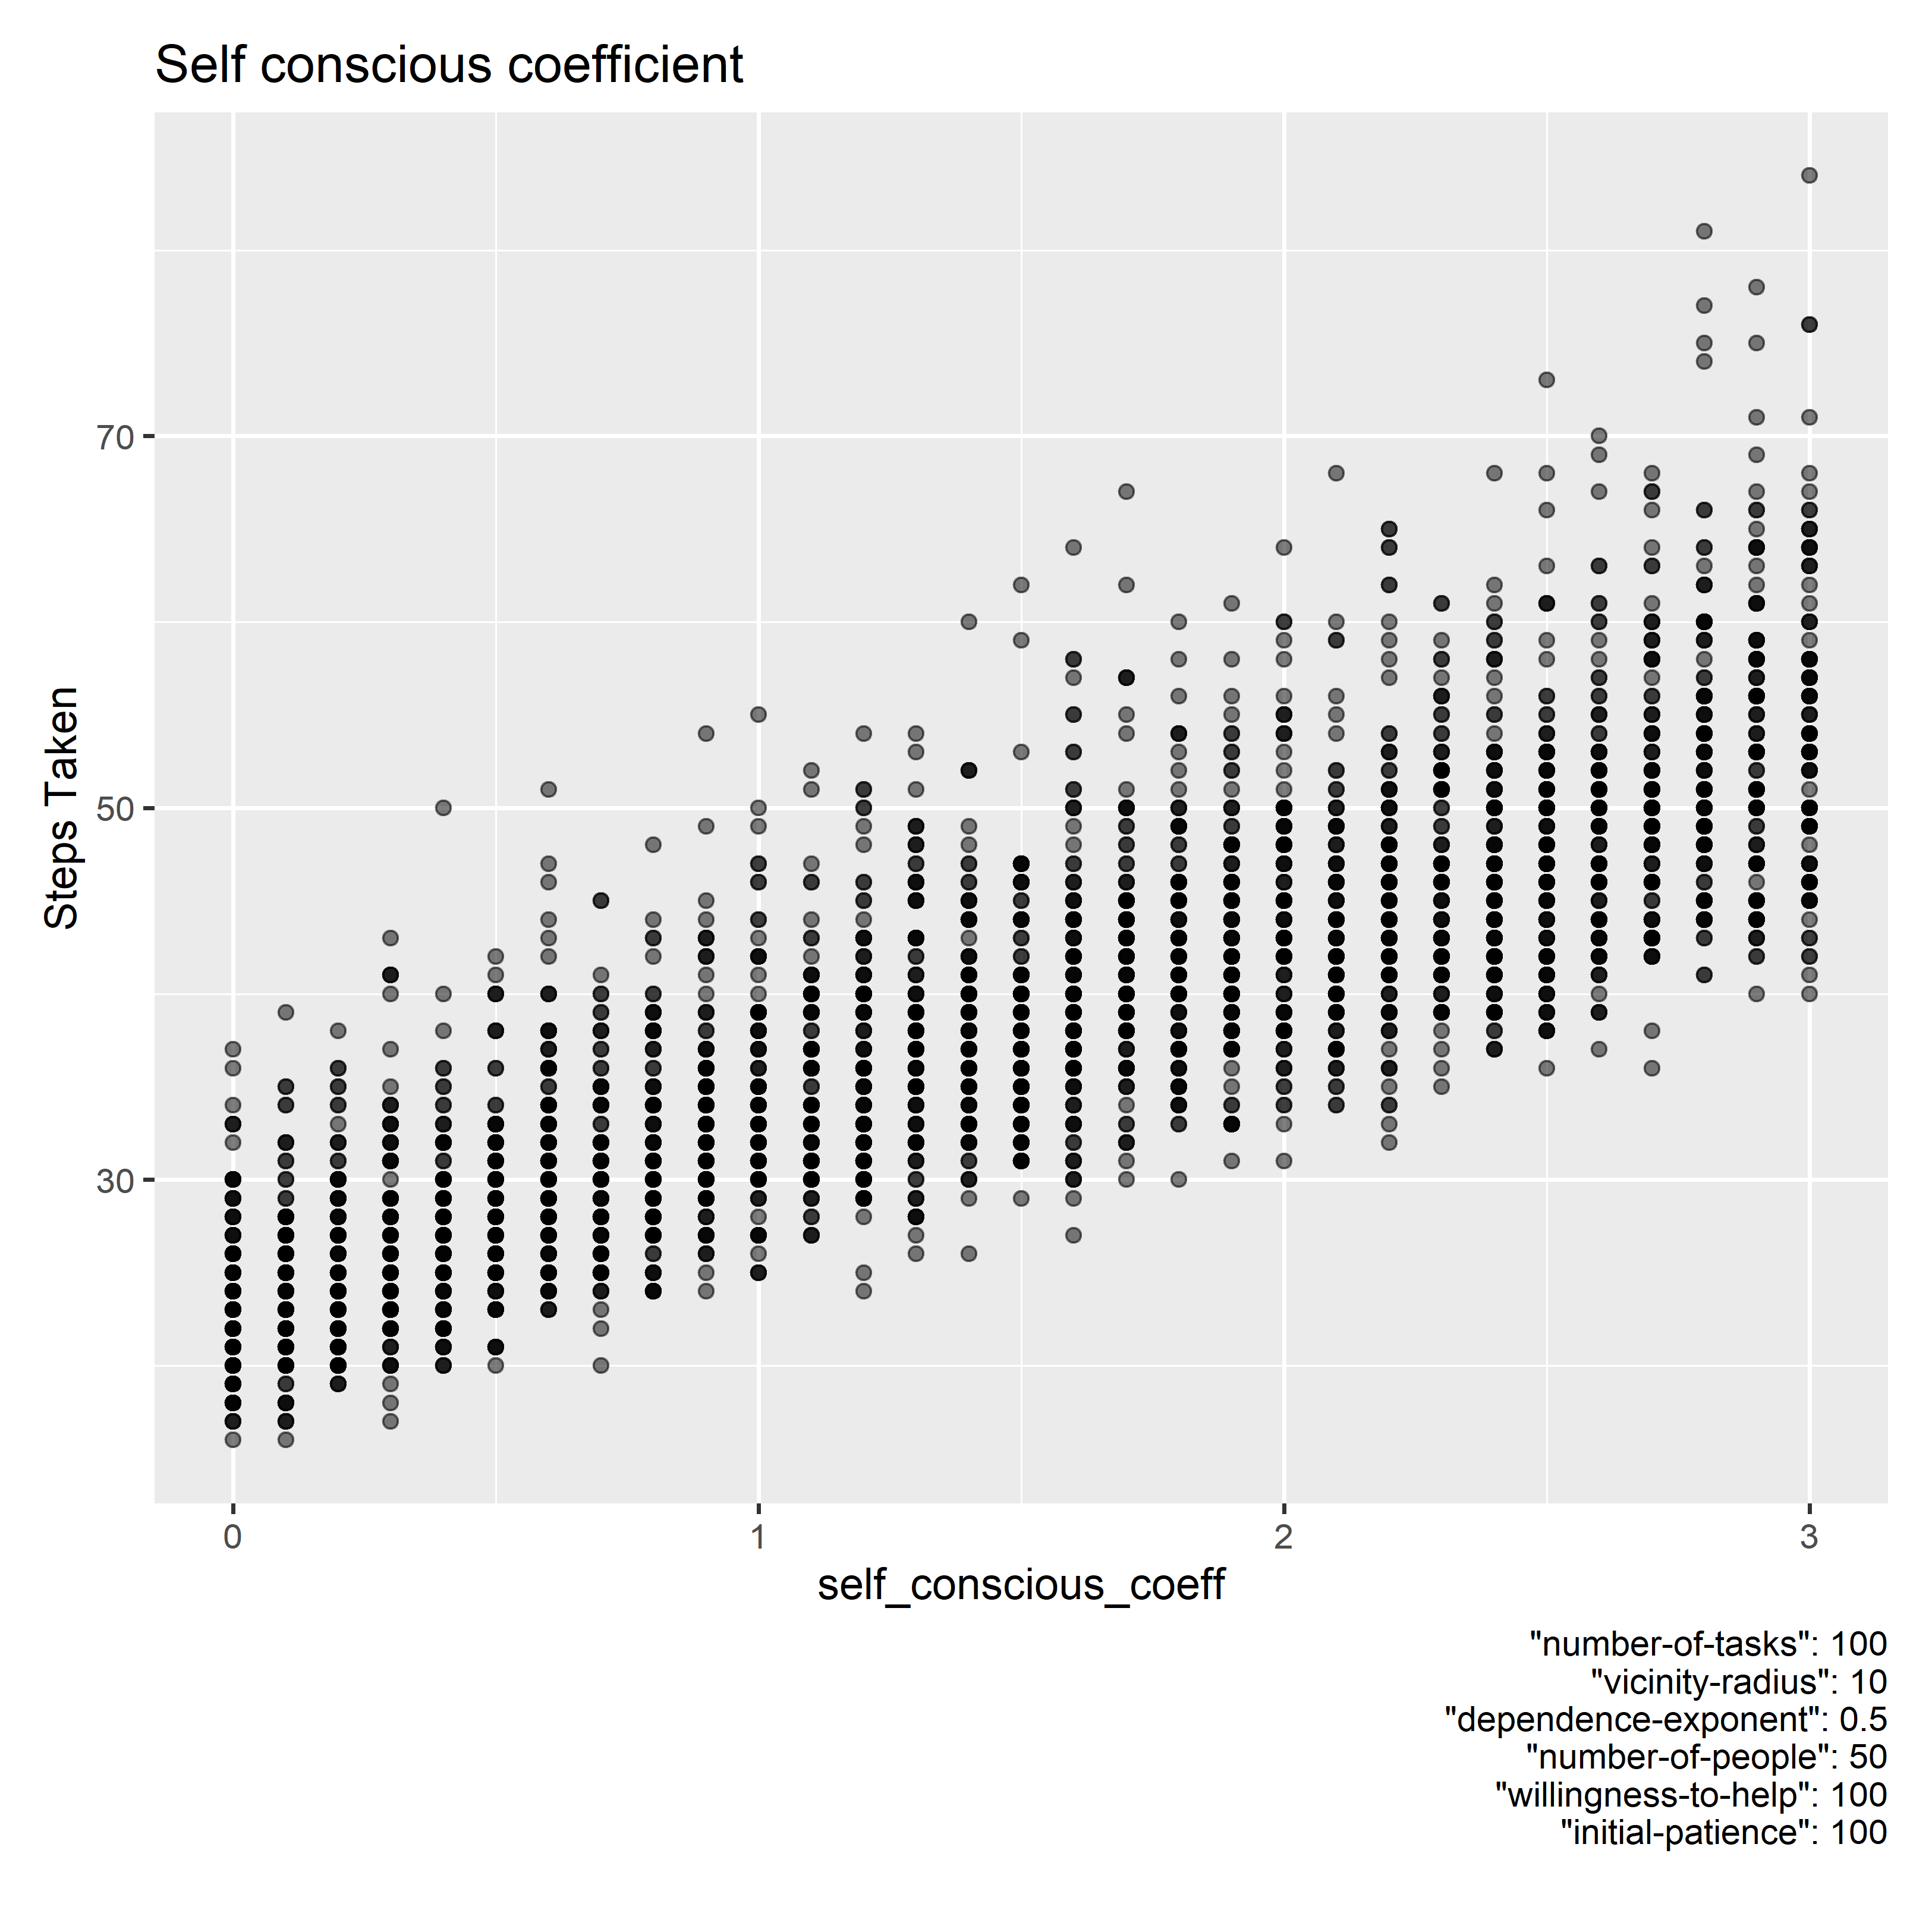 Self conscious coefficient
Steps Taken
70
50
30
0 1 2 3
self_conscious_coeff
"number-of-tasks": 100
"vicinity-radius": 10
"dependence-exponent": 0.5
"number-of-people": 50
"willingness-to-help": 100
"initial-patience": 100